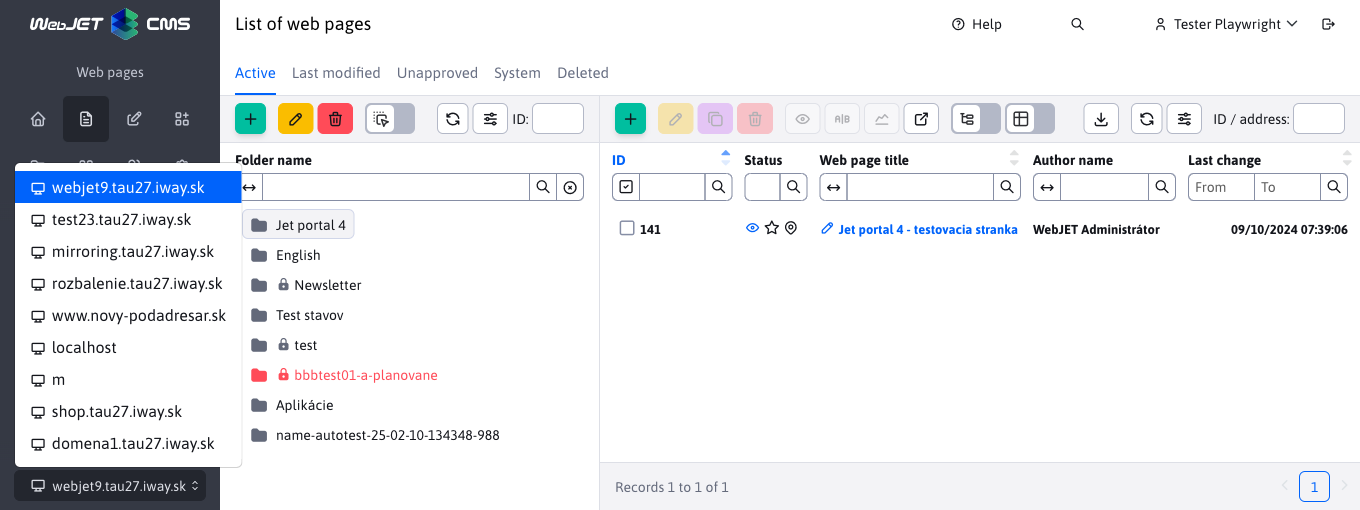 WebJET CMS
Web pages
webjet9.tau27.iway.sk
test23.tau27.iway.sk
mirroring.tau27.iway.sk
rozbalenie.tau27.iway.sk
www.novy-podadresar.sk
localhost
m
shop.tau27.iway.sk
domena1.tau27.iway.sk
webjet9.tau27.iway.sk
List of web pages
Help
Tester Playwright
Active Last modified Unapproved System Deleted
ID:
Folder name
Jet portal 4
English
Newsletter
Test stavov
test
bbbtest01-a-planovane
Aplikácie
name-autotest-25-02-10-134348-988
A|B
ID / address:
ID Status Web page title Author name Last change
From To
141 Jet portal 4 - testovacia stranka WebJET Administrátor 09/10/2024 07:39:06
Records 1 to 1 of 1
1